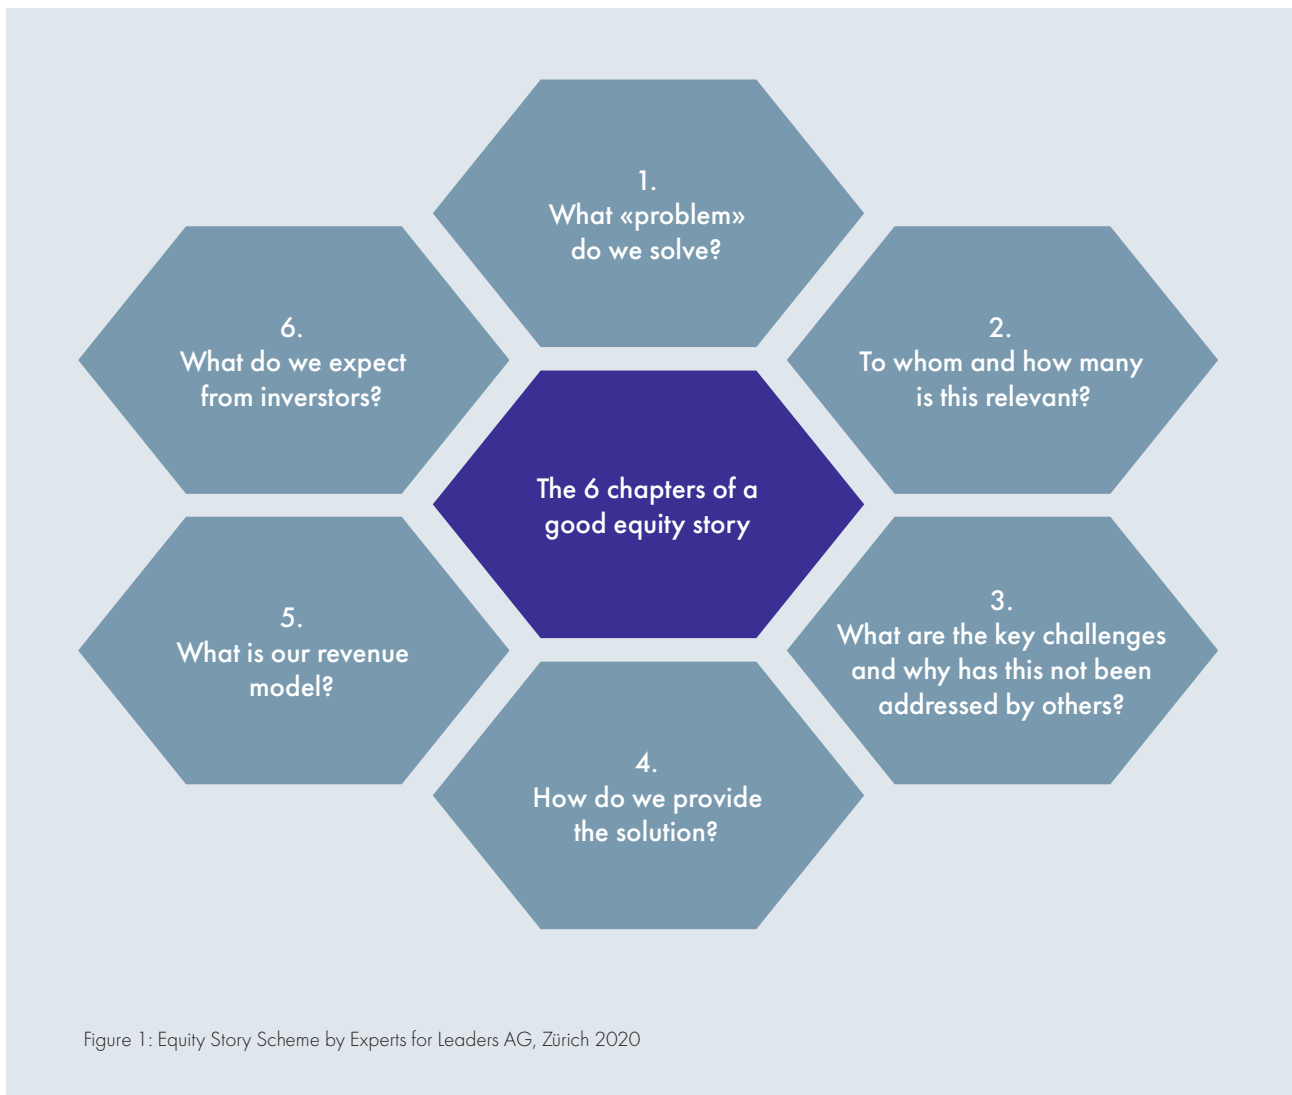 1.
What «problem»
do we solve?
2.
To whom and how many
is this relevant?
3.
What are the key challenges
and why has this not been
addressed by others?
4.
How do we provide
the solution?
5.
What is our revenue
model?
6.
What do we expect
from inverstors?
The 6 chapters of a
good equity story
Figure 1: Equity Story Scheme by Experts for Leaders AG, Zürich 2020